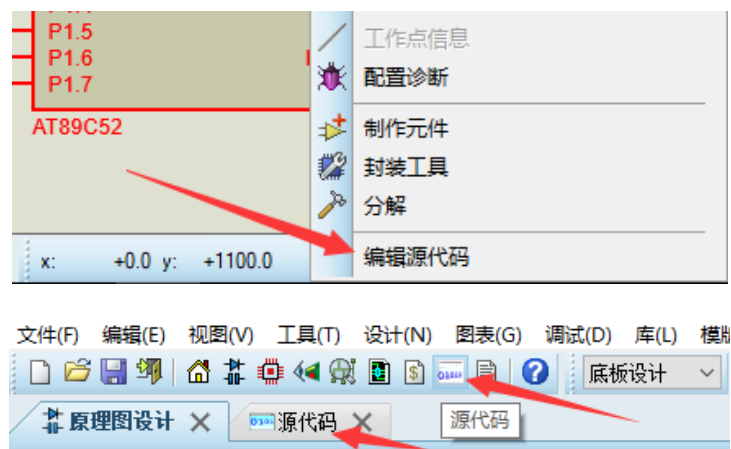 P1.5
P1.6
P1.7
AT89C52
工作点信息
配置诊断
制作元件
封装工具
分解
编辑源代码
x: +0.0 y: +1100.0
文件(F) 编辑(E) 视图(V) 工具(T) 设计(N) 图表(G) 调试(D) 库(L) 模版
底板设计
原理图设计 源代码 源代码